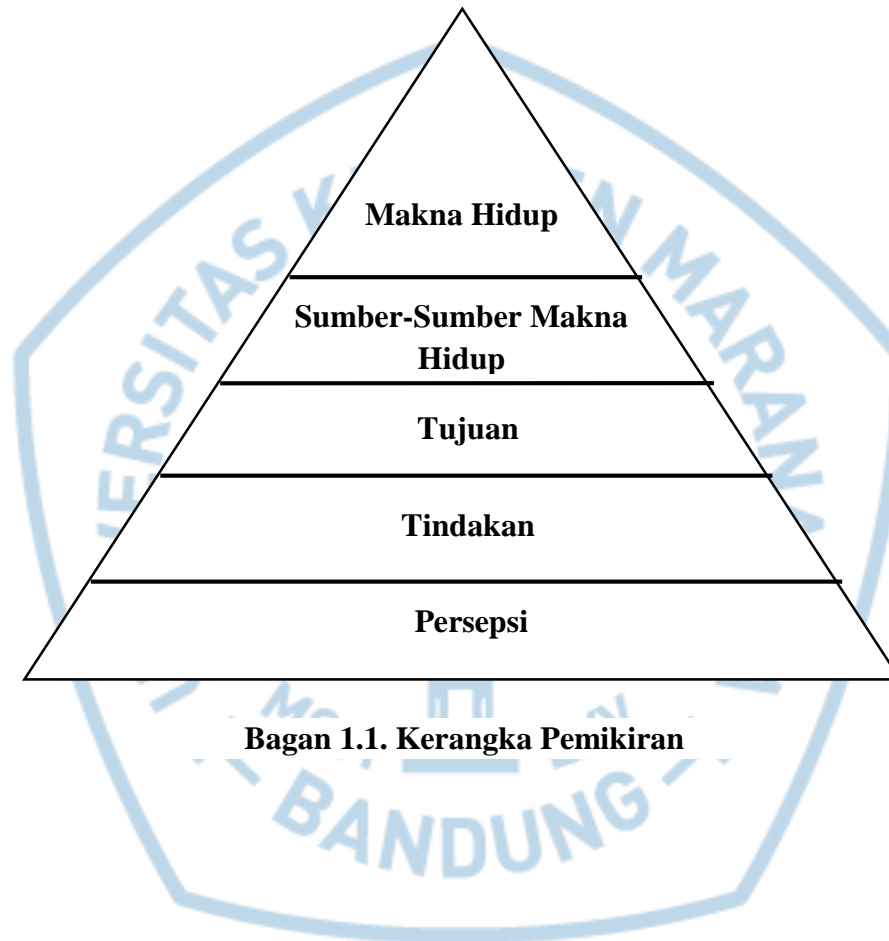 Makna Hidup
Sumber-Sumber Makna
Hidup
Tujuan
Tindakan
Persepsi
Bagan 1.1. Kerangka Pemikiran
BANDUNG